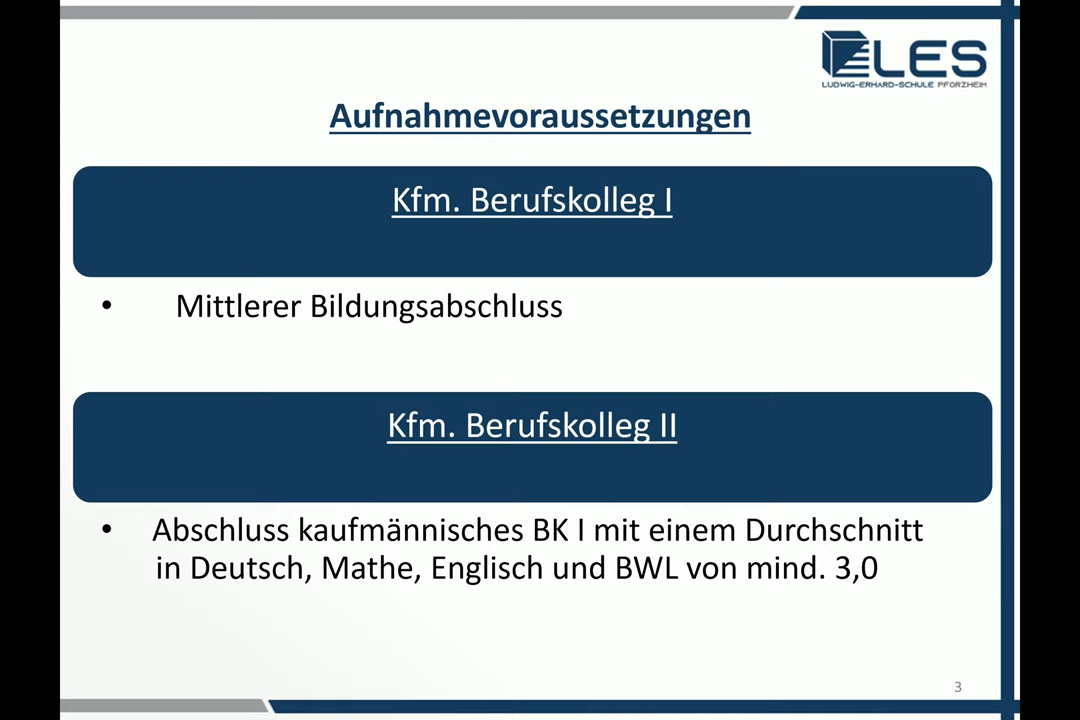 LES
LUDWIG-ERHARD-SCHULE PFORZHEIM
Aufnahmevoraussetzungen
Kfm. Berufskolleg I
• Mittlerer Bildungsabschluss
Kfm. Berufskolleg II
• Abschluss kaufmännisches BK I mit einem Durchschnitt
in Deutsch, Mathe, Englisch und BWL von mind. 3,0
3